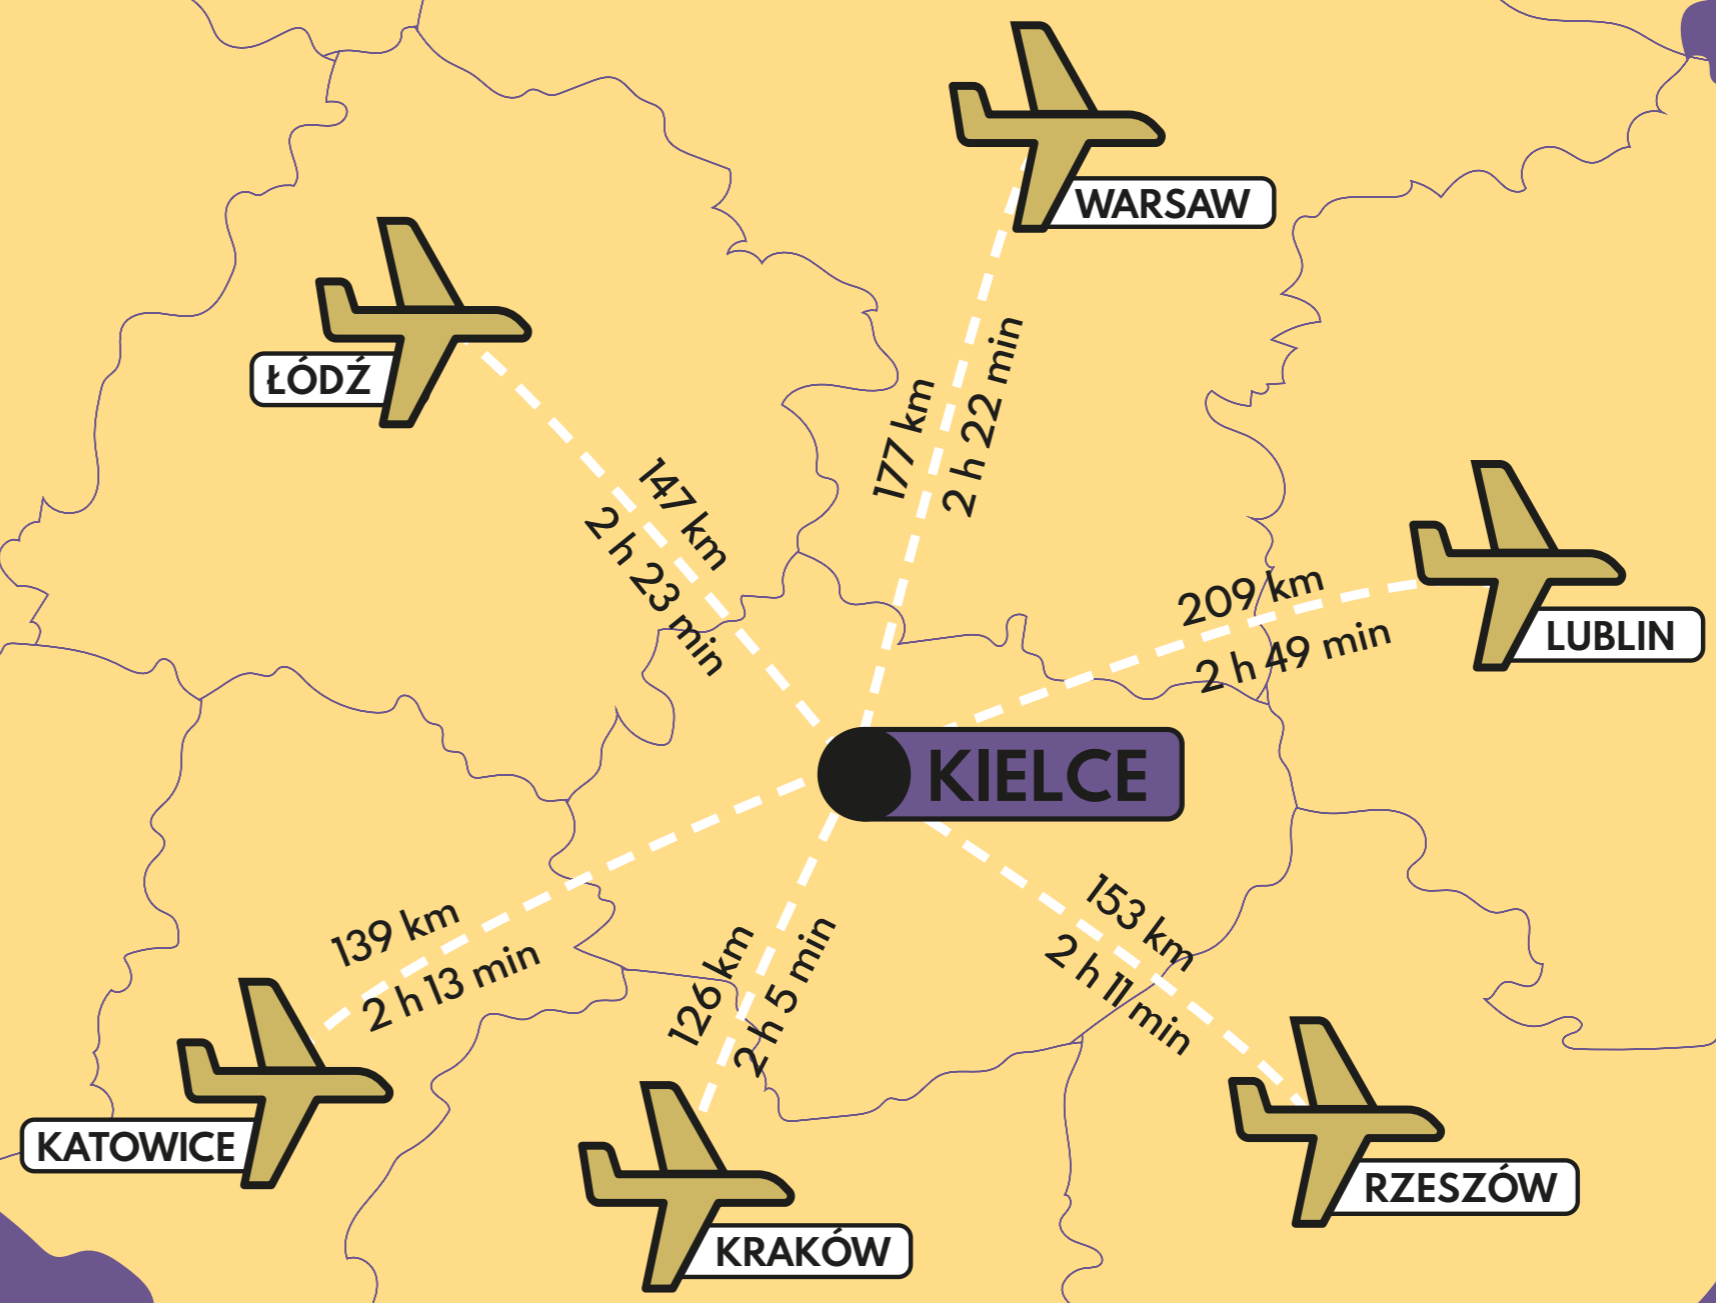 WARSAW
ŁÓDŹ
177 km
2 h 22 min
147 km
2 h 23 min
209 km
2 h 49 min
LUBLIN
KIELCE
139 km
2 h 13 min
126 km
2 h 5 min
153 km
2 h 11 min
KATOWICE
RZESZÓW
KRAKÓW